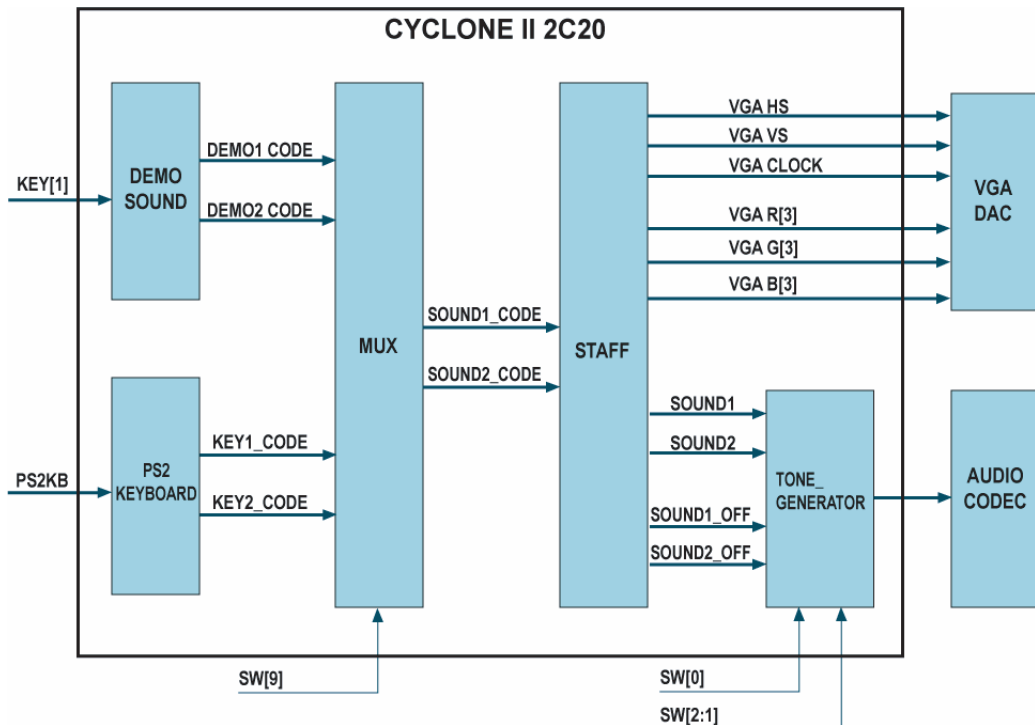 CYCLONE II 2C20
KEY[1]
DEMO
SOUND
DEMO1 CODE
DEMO2 CODE
PS2KB
PS2
KEYBOARD
KEY1_CODE
KEY2_CODE
MUX
SW[9]
SOUND1_CODE
SOUND2_CODE
STAFF
VGA HS
VGA VS
VGA CLOCK
VGA R[3]
VGA G[3]
VGA B[3]
VGA
DAC
SOUND1
SOUND2
SOUND1_OFF
SOUND2_OFF
TONE_
GENERATOR
AUDIO
CODEC
SW[0]
SW[2:1]